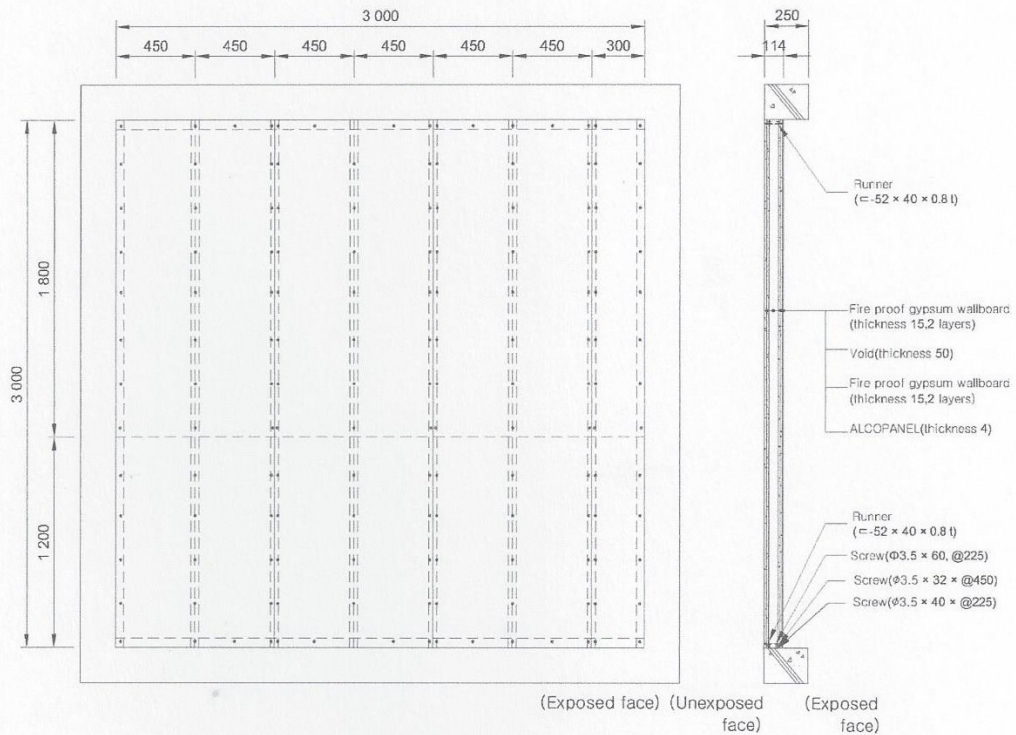 3 000
450 450 450 450 450 450 300
250
114
3 000
1 800
1 200
Runner
(⊏-52 × 40 × 0.8 t)
Fire proof gypsum wallboard
(thickness 15,2 layers)
Void(thickness 50)
Fire proof gypsum wallboard
(thickness 15,2 layers)
ALCOPANEL(thickness 4)
Runner
(⊏-52 × 40 × 0.8 t)
Screw(Φ3.5 × 60, @225)
Screw(φ3.5 × 32 × @450)
Screw(φ3.5 × 40 × @225)
(Exposed face) (Unexposed face) (Exposed face)